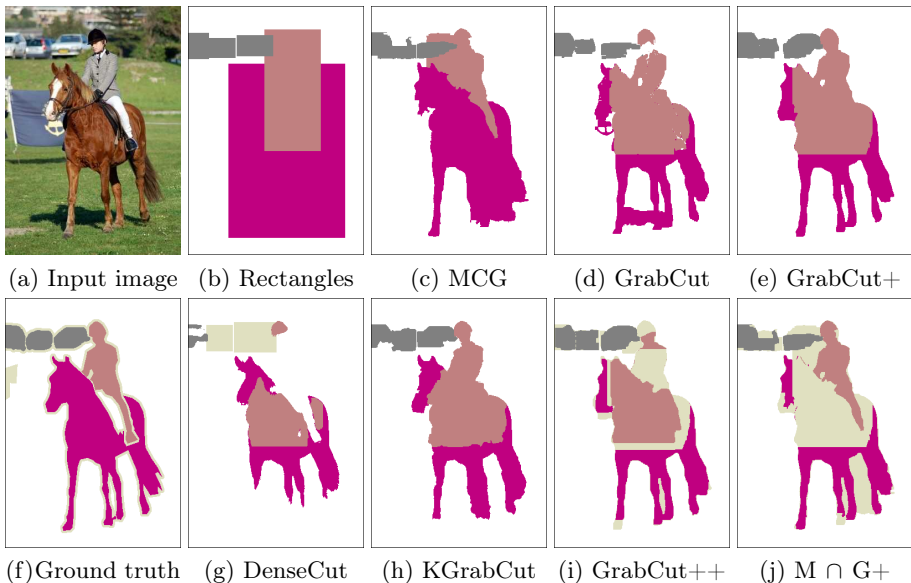 (a) Input image (b) Rectangles (c) MCG (d) GrabCut (e) GrabCut+
(f)Ground truth (g) DenseCut (h) KGrabCut (i) GrabCut++ (j) M ∩ G+